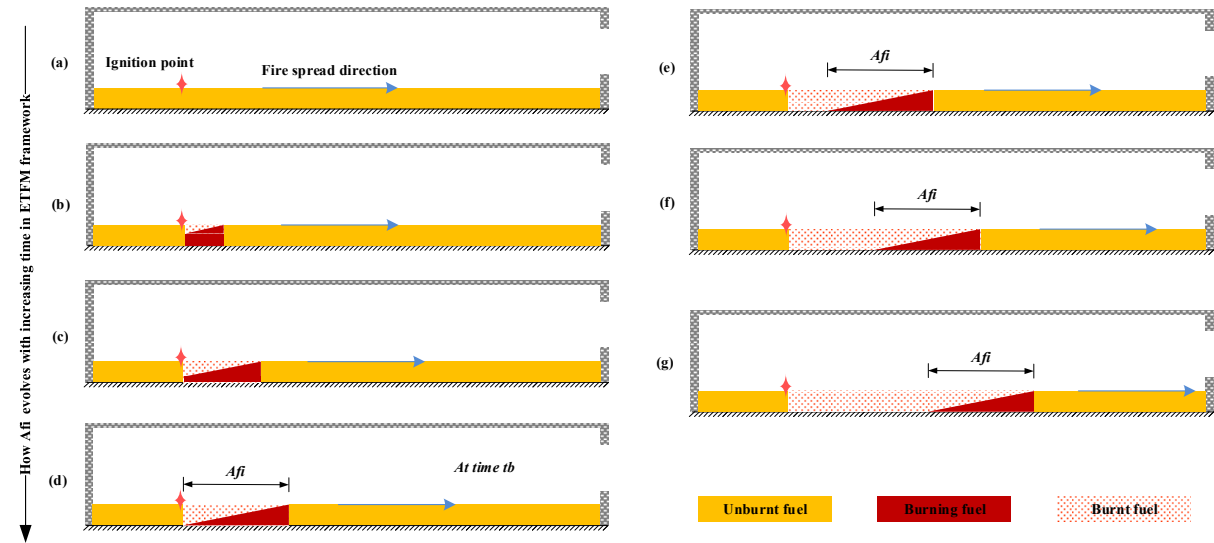 How Afi evolves with increasing time in ETFM framework
(a)
Ignition point
Fire spread direction
(b)
(c)
(d)
Afi
At time tb
(e)
Afi
(f)
Afi
(g)
Afi
Unburnt fuel
Burning fuel
Burnt fuel